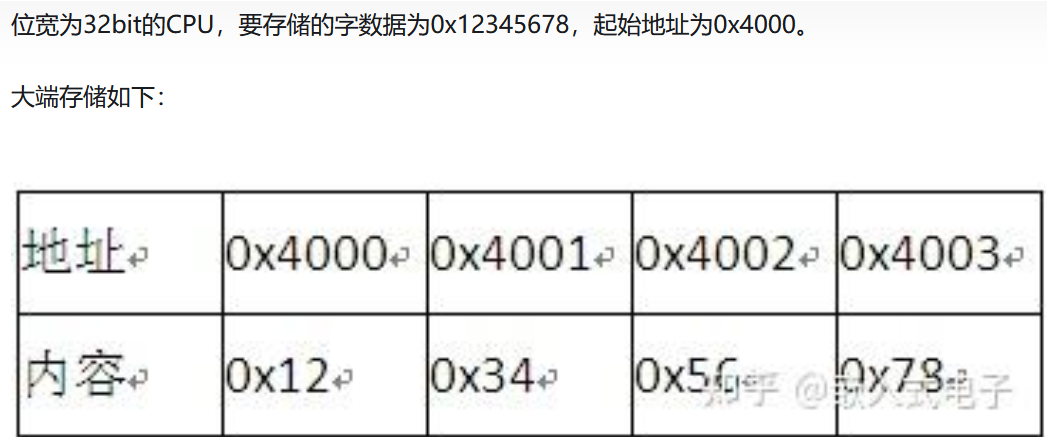 位宽为32bit的CPU，要存储的字数据为0x12345678，起始地址为0x4000。
大端存储如下：
地址 0x4000 0x4001 0x4002 0x4003
内容 0x12 0x34 0x56 0x78
知乎 @嵌入式电子